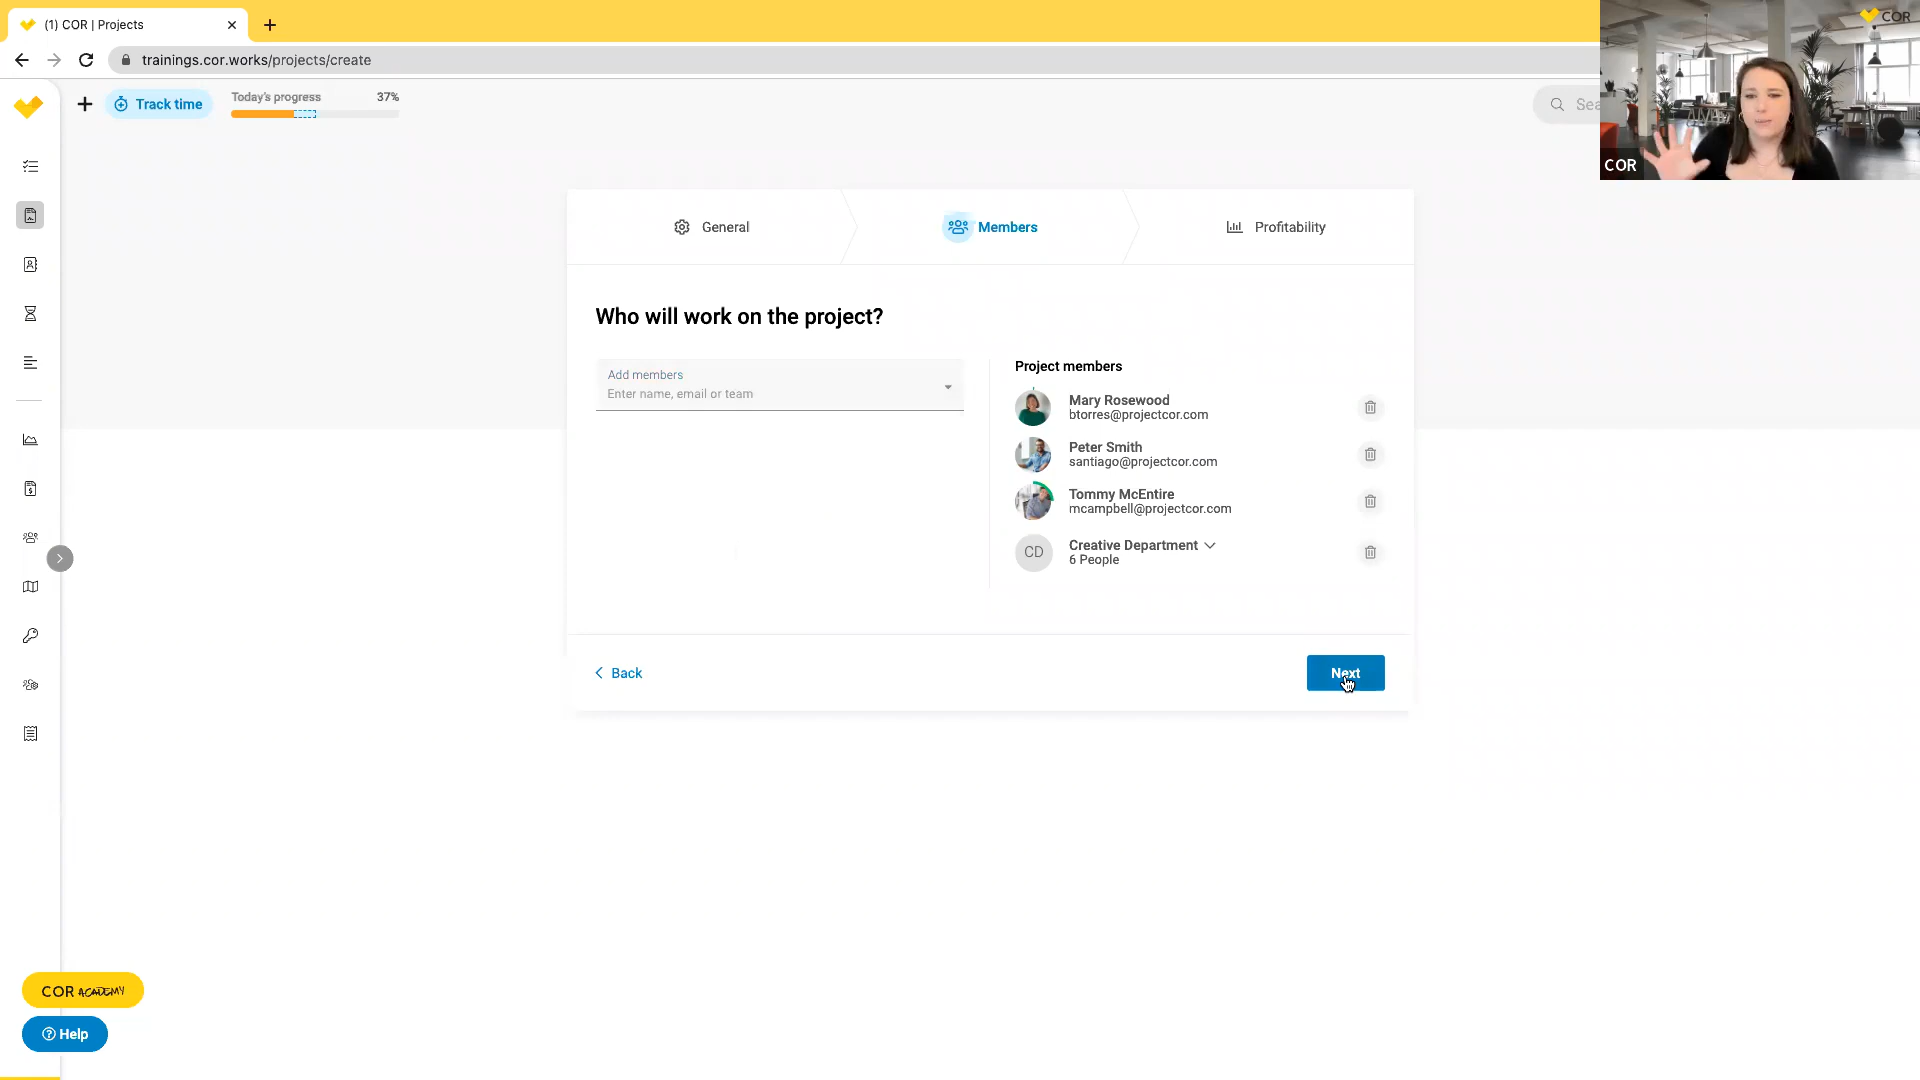 (1) COR | Projects
trainings.cor.works/projects/create
COR
COR
Track time
Today's progress 37%
General
Members
Profitability
Who will work on the project?
Add members
Enter name, email or team
Project members
Mary Rosewood
btorres@projectcor.com
Peter Smith
santiago@projectcor.com
Tommy McEntire
mcampbell@projectcor.com
CD
Creative Department
6 People
Back
Next
COR ACADEMY
Help